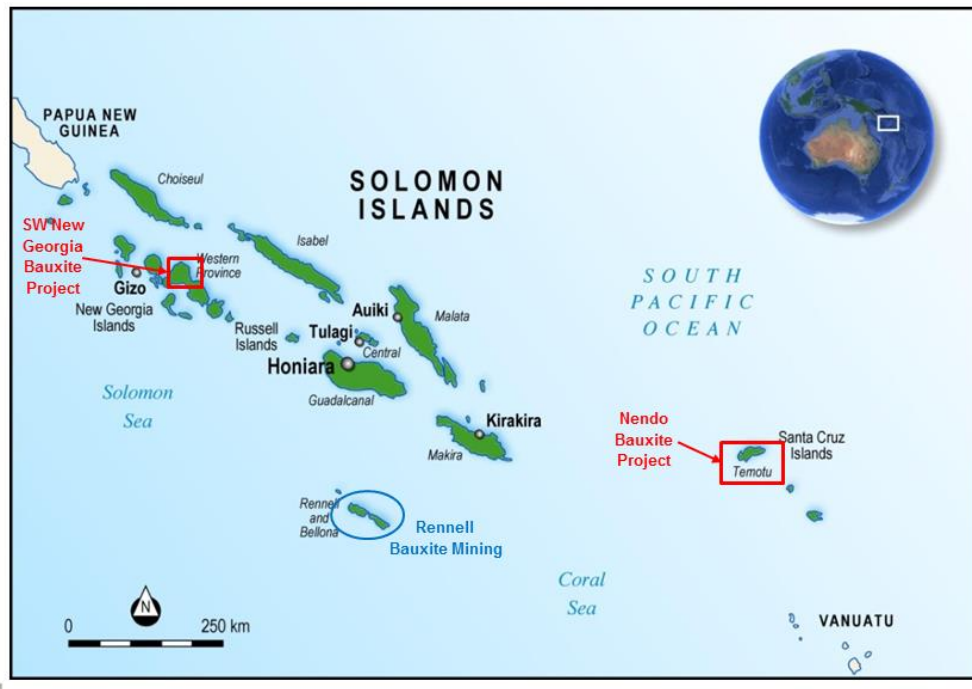 PAPUA NEW
GUINEA
Choiseul
SOLOMON
ISLANDS
SW New
Georgia
Bauxite
Project
Western
Province
Isabel
Gizo
New Georgia
Islands
Russell
Islands
Auiki
Malata
Tulagi
Central
Honiara
Guadalcanal
SOUTH
PACIFIC
OCEAN
Solomon
Sea
Kirakira
Makira
Nendo
Bauxite
Project
Santa Cruz
Islands
Temotu
Rennell
and
Bellona
Rennell
Bauxite Mining
Coral
Sea
N
0 250 km
VANUATU